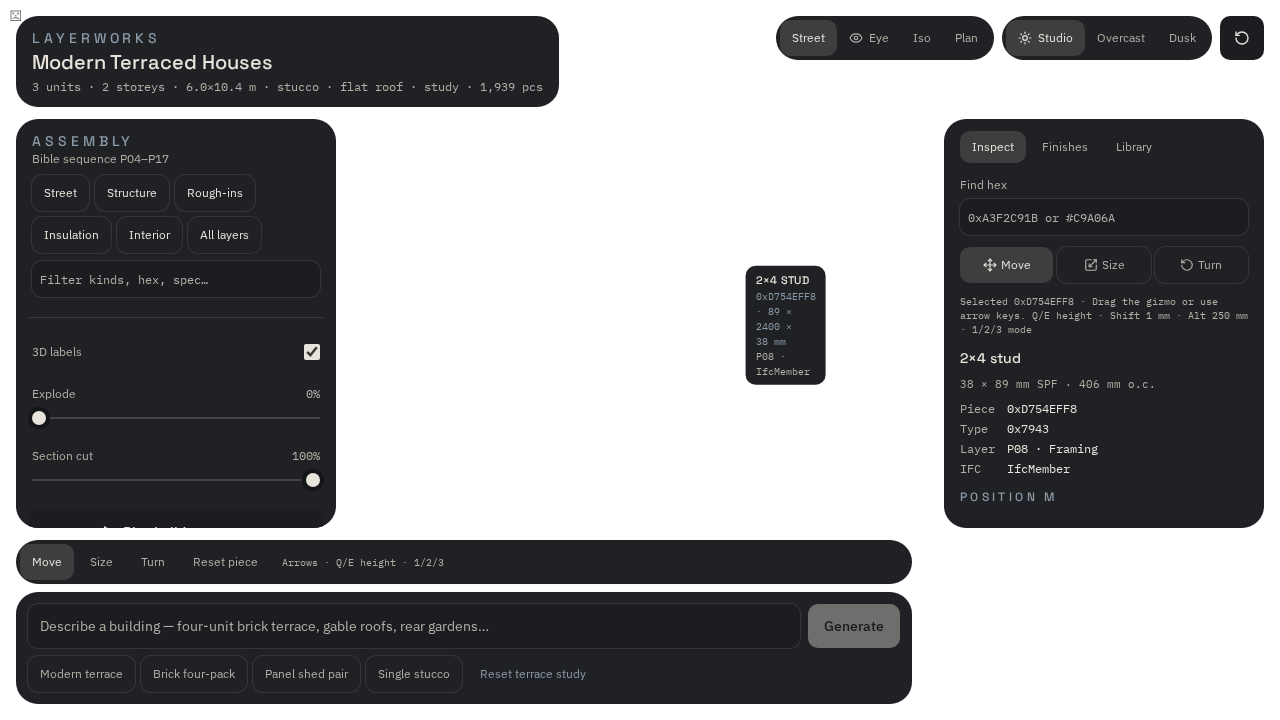 LAYERWORKS
Modern Terraced Houses
3 units · 2 storeys · 6.0×10.4 m · stucco · flat roof · study · 1,939 pcs
Street Eye Iso Plan
Studio Overcast Dusk
ASSEMBLY
Bible sequence P04–P17
Street Structure Rough-ins
Insulation Interior All layers
Filter kinds, hex, spec…
3D labels
Explode 0%
Section cut 100%
2×4 STUD
0xD754EFF8
· 89 ×
2400 ×
38 mm
P08 ·
IfcMember
Inspect Finishes Library
Find hex
0xA3F2C91B or #C9A06A
Move Size Turn
Selected 0xD754EFF8 · Drag the gizmo or use
arrow keys. Q/E height · Shift 1 mm · Alt 250 mm
· 1/2/3 mode
2×4 stud
38 × 89 mm SPF · 406 mm o.c.
Piece 0xD754EFF8
Type 0x7943
Layer P08 · Framing
IFC IfcMember
POSITION M
Move Size Turn Reset piece Arrows · Q/E height · 1/2/3
Describe a building — four-unit brick terrace, gable roofs, rear gardens…
Generate
Modern terrace Brick four-pack Panel shed pair Single stucco Reset terrace study